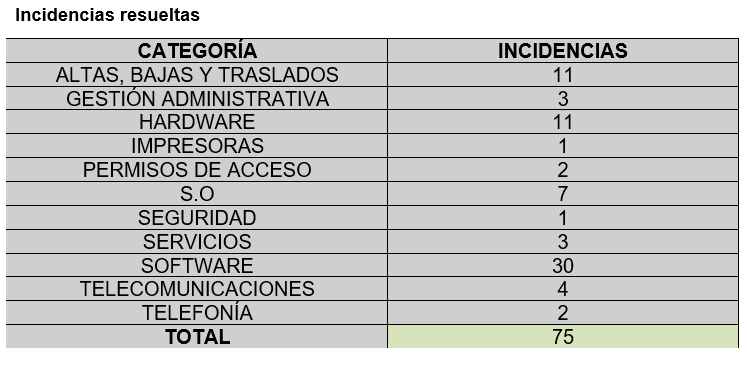 Incidencias resueltas
CATEGORÍA INCIDENCIAS
ALTAS, BAJAS Y TRASLADOS 11
GESTIÓN ADMINISTRATIVA 3
HARDWARE 11
IMPRESORAS 1
PERMISOS DE ACCESO 2
S.O 7
SEGURIDAD 1
SERVICIOS 3
SOFTWARE 30
TELECOMUNICACIONES 4
TELEFONÍA 2
TOTAL 75